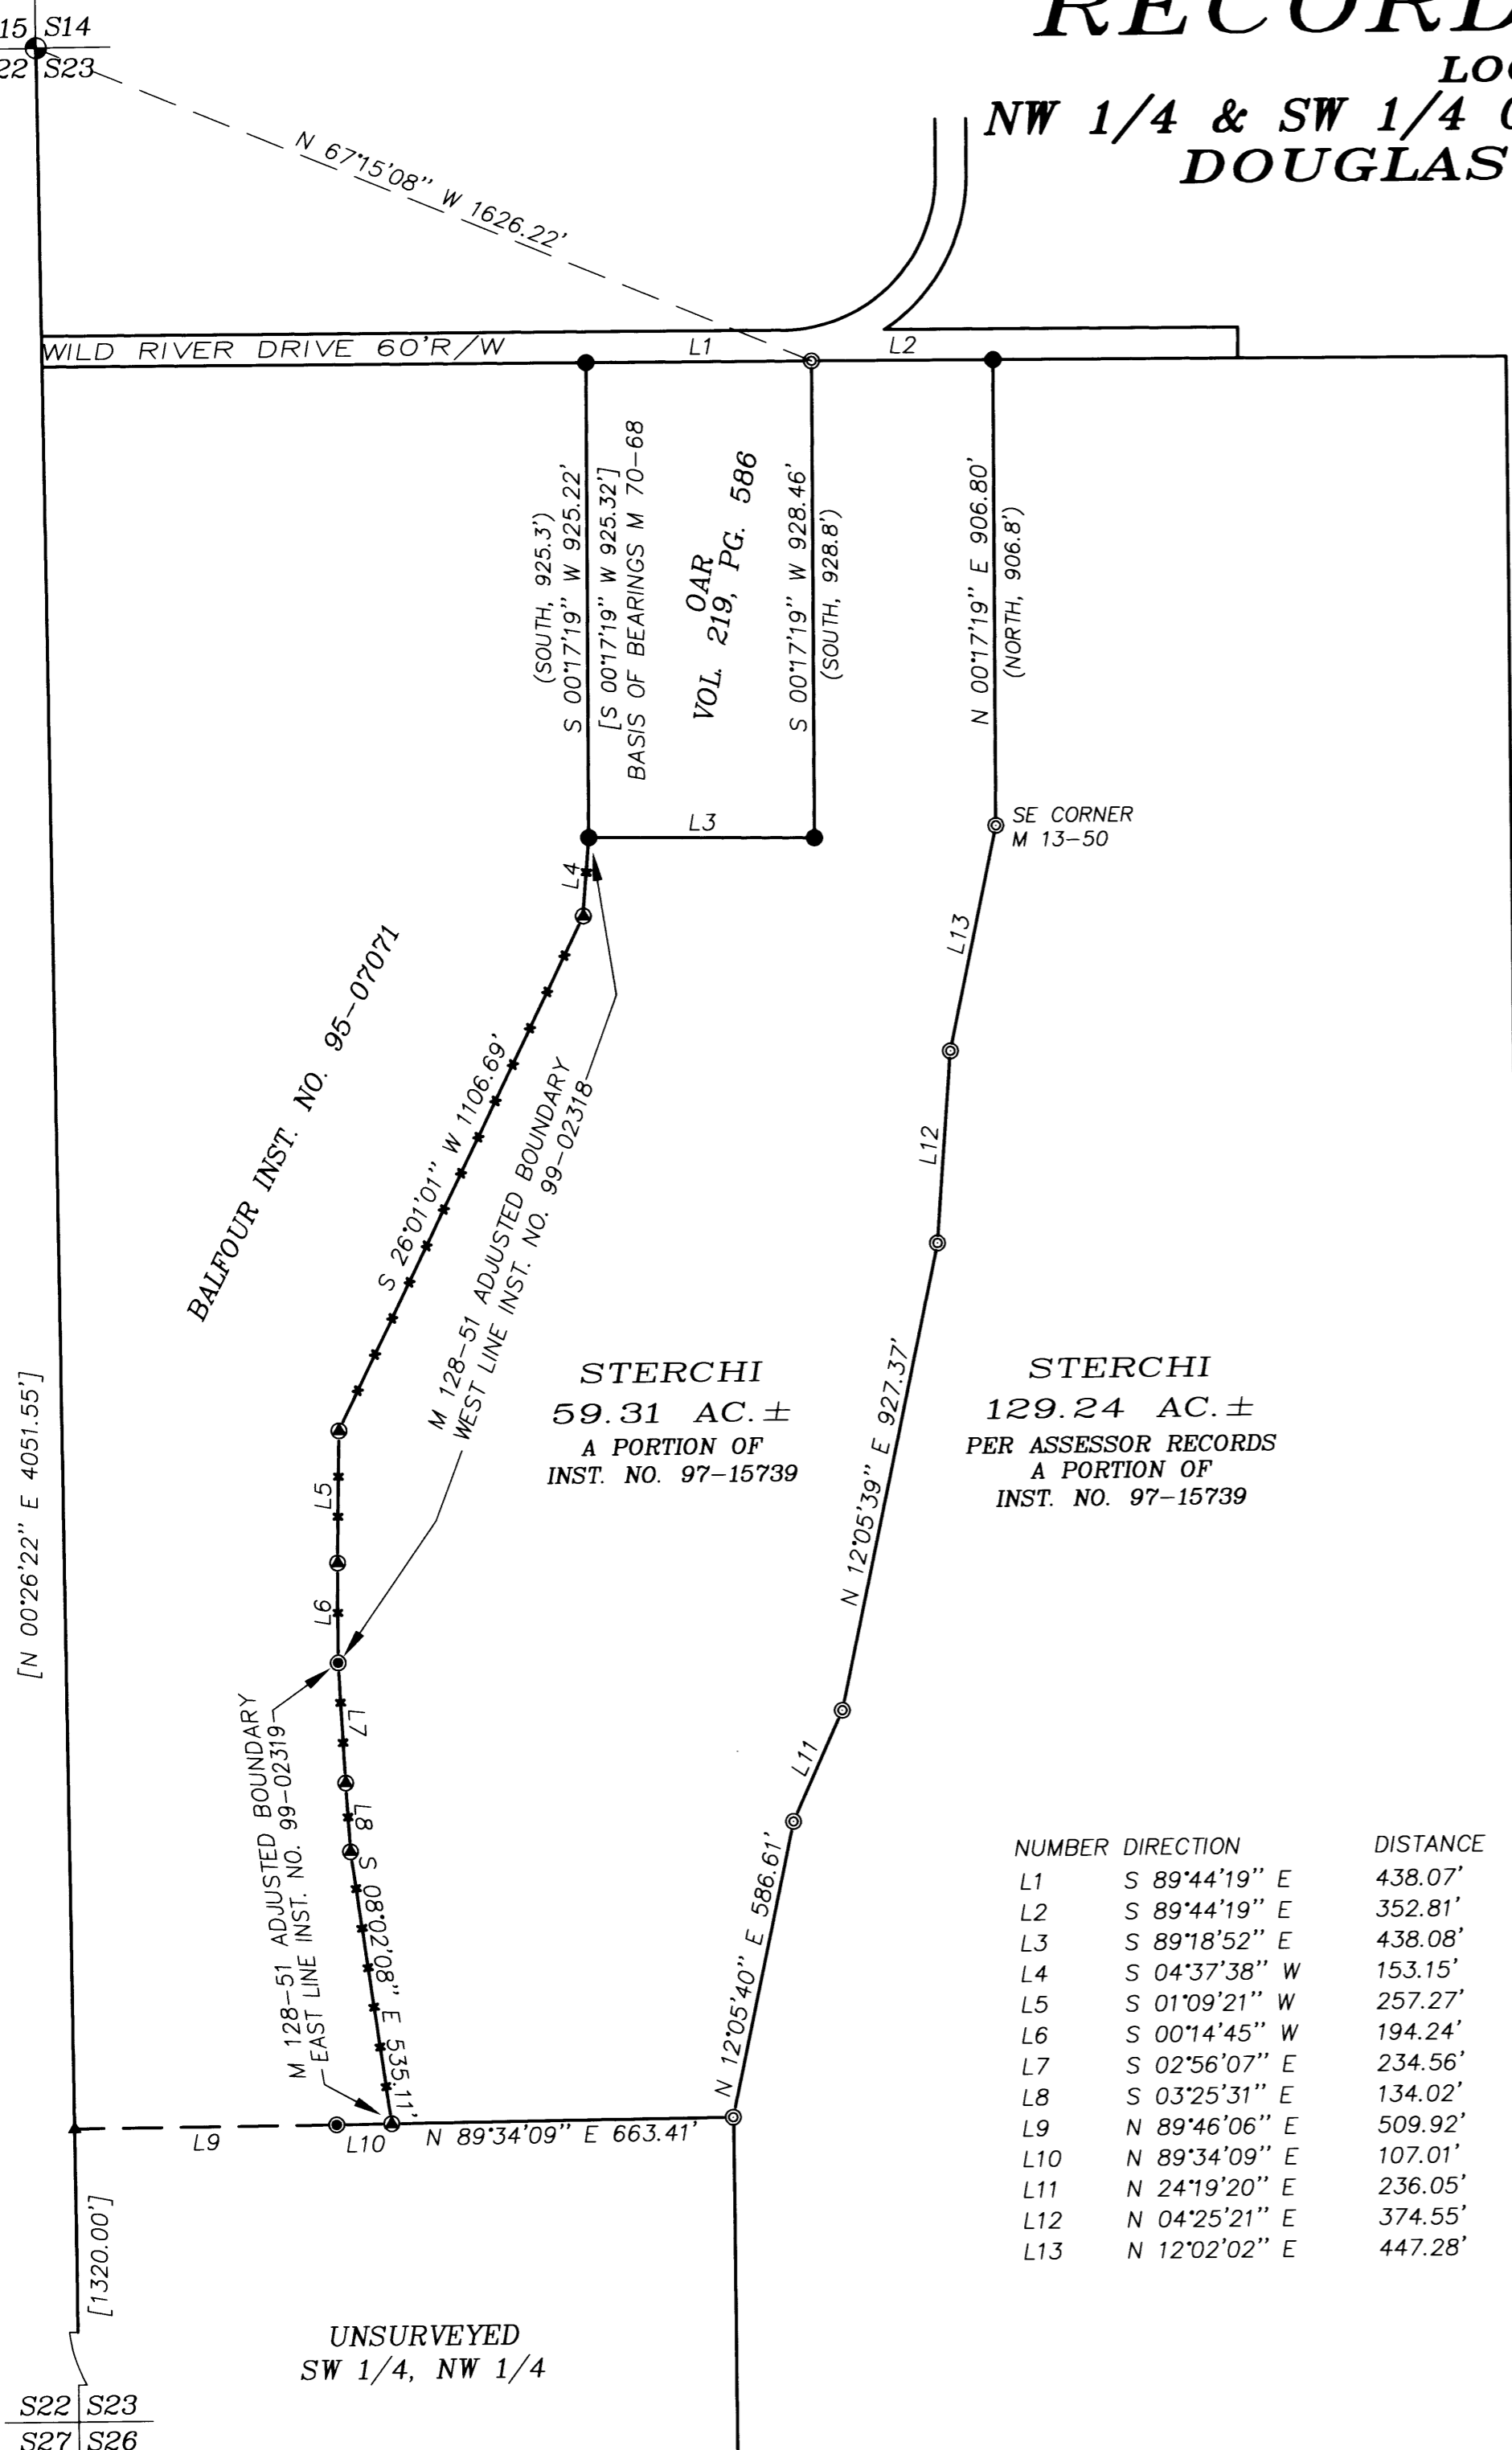 RECORD
LOC
NW 1/4 & SW 1/4 O
DOUGLAS
15 S14
22 S23
N 67°15'08" W 1626.22'
WILD RIVER DRIVE 60'R/W
L1
L2
(SOUTH, 925.3')
S 00°17'19" W 925.22'
[S 00°17'19" W 925.32']
BASIS OF BEARINGS M 70-68
OAR
VOL. 219, PG. 586
S 00°17'19" W 928.46'
(SOUTH, 928.8')
N 00°17'19" E 906.80'
(NORTH, 906.8')
SE CORNER
M 13-50
L3
L4
L13
BALFOUR INST. NO. 95-07071
S 26°01'01" W 1106.69'
M 128-51 ADJUSTED BOUNDARY
WEST LINE INST. NO. 99-02318
L12
STERCHI
59.31 AC.±
A PORTION OF
INST. NO. 97-15739
STERCHI
129.24 AC.±
PER ASSESSOR RECORDS
A PORTION OF
INST. NO. 97-15739
N 12°05'39" E 927.37'
[N 00°26'22" E 4051.55']
L5
L6
L7
L8
L11
M 128-51 ADJUSTED BOUNDARY
EAST LINE INST. NO. 99-02319
S 08°02'08" E 535.11'
N 12°05'40" E 586.61'
L9
L10
N 89°34'09" E 663.41'
[1320.00']
NUMBER DIRECTION DISTANCE
L1 S 89°44'19" E 438.07'
L2 S 89°44'19" E 352.81'
L3 S 89°18'52" E 438.08'
L4 S 04°37'38" W 153.15'
L5 S 01°09'21" W 257.27'
L6 S 00°14'45" W 194.24'
L7 S 02°56'07" E 234.56'
L8 S 03°25'31" E 134.02'
L9 N 89°46'06" E 509.92'
L10 N 89°34'09" E 107.01'
L11 N 24°19'20" E 236.05'
L12 N 04°25'21" E 374.55'
L13 N 12°02'02" E 447.28'
UNSURVEYED
SW 1/4, NW 1/4
S22 S23
S27 S26